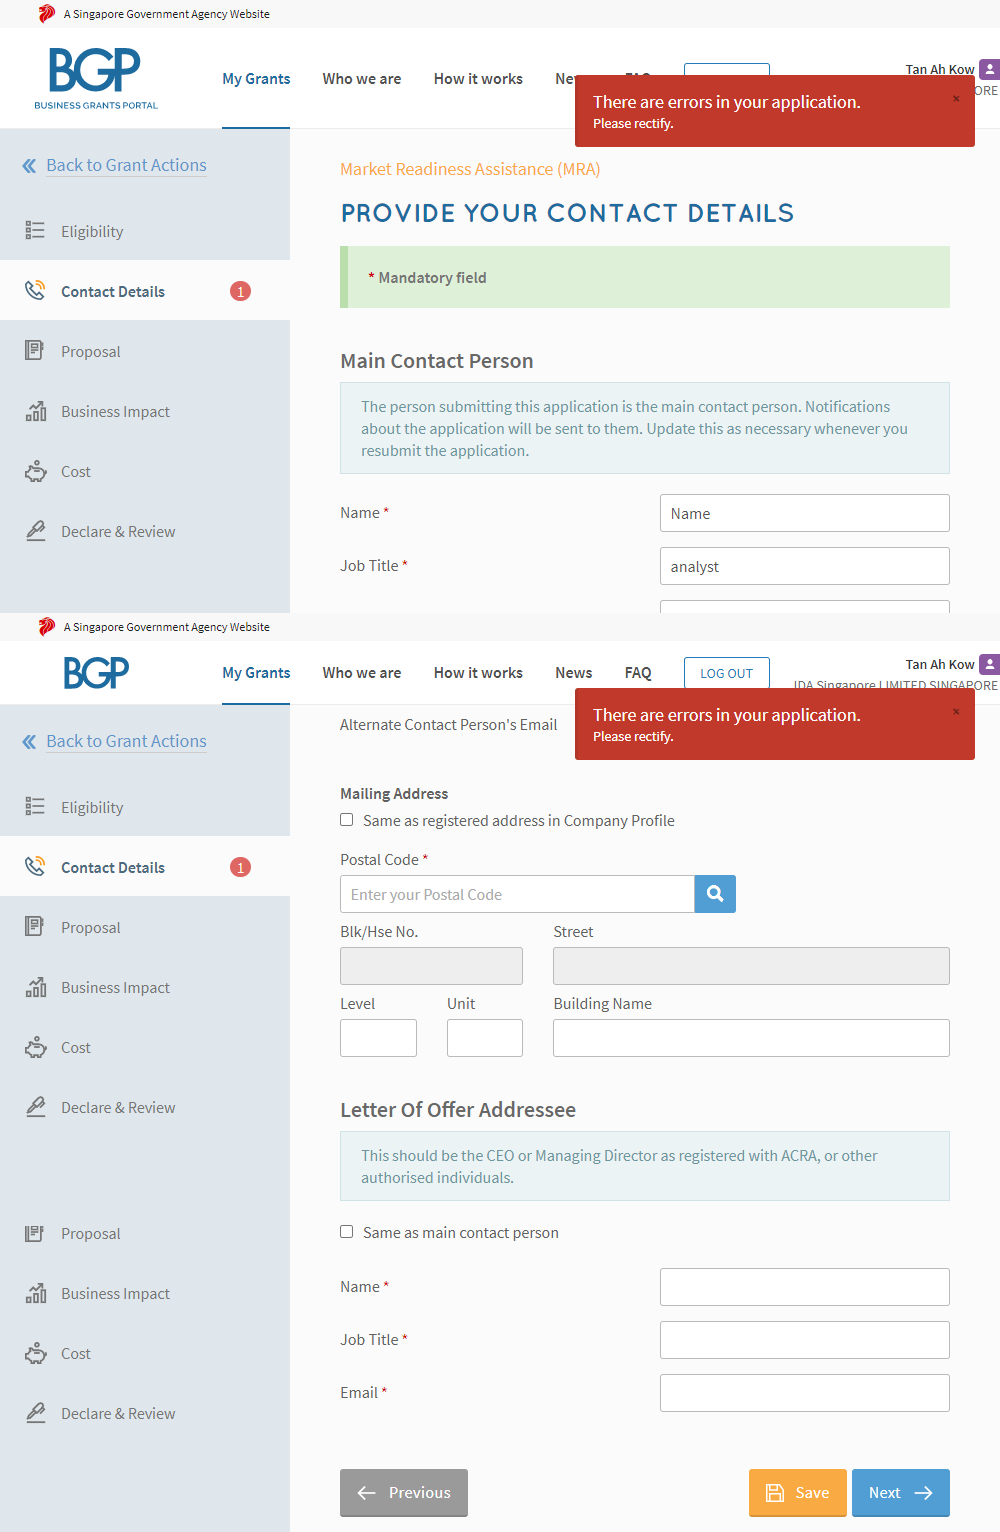 A Singapore Government Agency Website
BGP
BUSINESS GRANTS PORTAL
My Grants
Who we are
How it works
Tan Ah Kow
There are errors in your application.
×
Please rectify.
Back to Grant Actions
Eligibility
Contact Details
1
Proposal
Business Impact
Cost
Declare & Review
Market Readiness Assistance (MRA)
PROVIDE YOUR CONTACT DETAILS
* Mandatory field
Main Contact Person
The person submitting this application is the main contact person. Notifications
about the application will be sent to them. Update this as necessary whenever you
resubmit the application.
Name *
Name
Job Title *
analyst
A Singapore Government Agency Website
BGP
My Grants
Who we are
How it works
News
FAQ
LOG OUT
Tan Ah Kow
IDA Singapore LIMITED SINGAPORE
There are errors in your application.
×
Please rectify.
Back to Grant Actions
Eligibility
Contact Details
1
Proposal
Business Impact
Cost
Declare & Review
Proposal
Business Impact
Cost
Declare & Review
Alternate Contact Person's Email
Mailing Address
Same as registered address in Company Profile
Postal Code *
Enter your Postal Code
Blk/Hse No.
Street
Level
Unit
Building Name
Letter Of Offer Addressee
This should be the CEO or Managing Director as registered with ACRA, or other
authorised individuals.
Same as main contact person
Name *
Job Title *
Email *
Previous
Save
Next